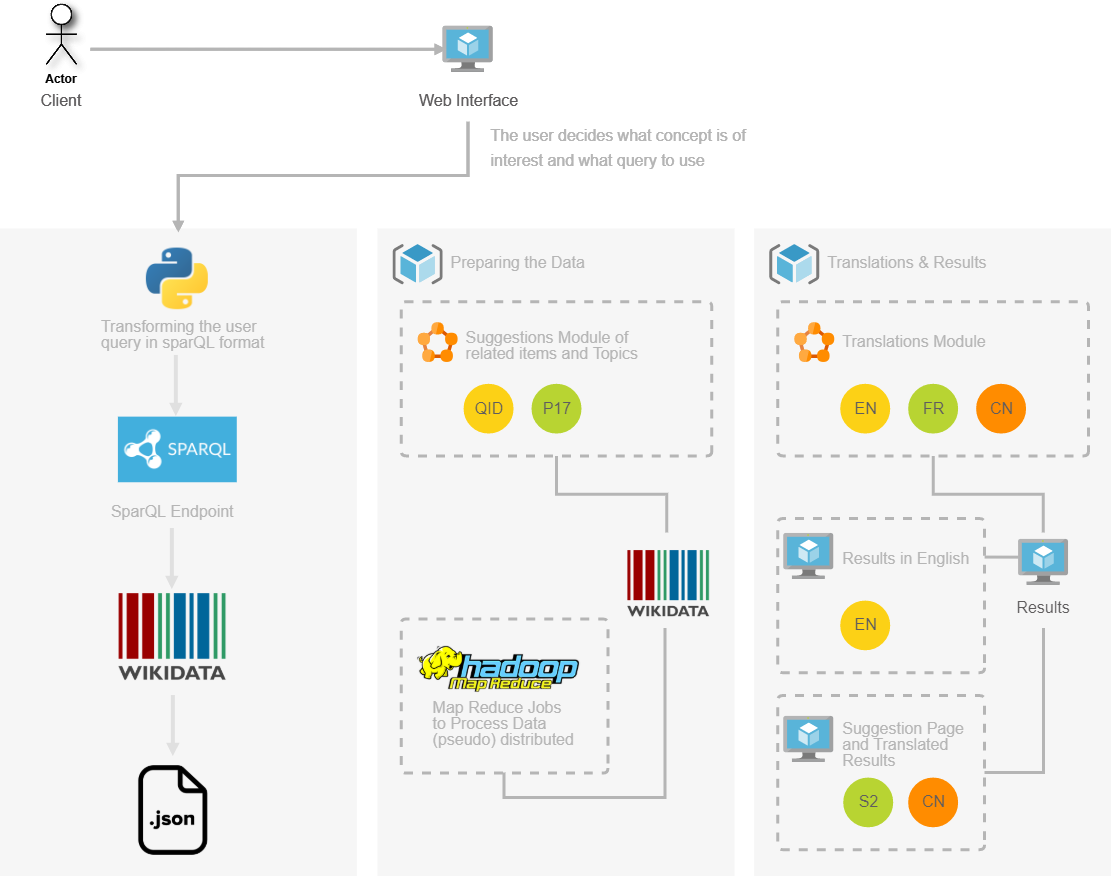 Actor
Client
Web Interface
The user decides what concept is of
interest and what query to use
Transforming the user
query in sparQL format
SPARQL
SparQL Endpoint
WIKIDATA
.json
Preparing the Data
Suggestions Module of
related items and Topics
QID
P17
WIKIDATA
hadoop
Map Reduce
Map Reduce Jobs
to Process Data
(pseudo) distributed
Translations & Results
Translations Module
EN
FR
CN
Results in English
EN
Results
Suggestion Page
and Translated
Results
S2
CN